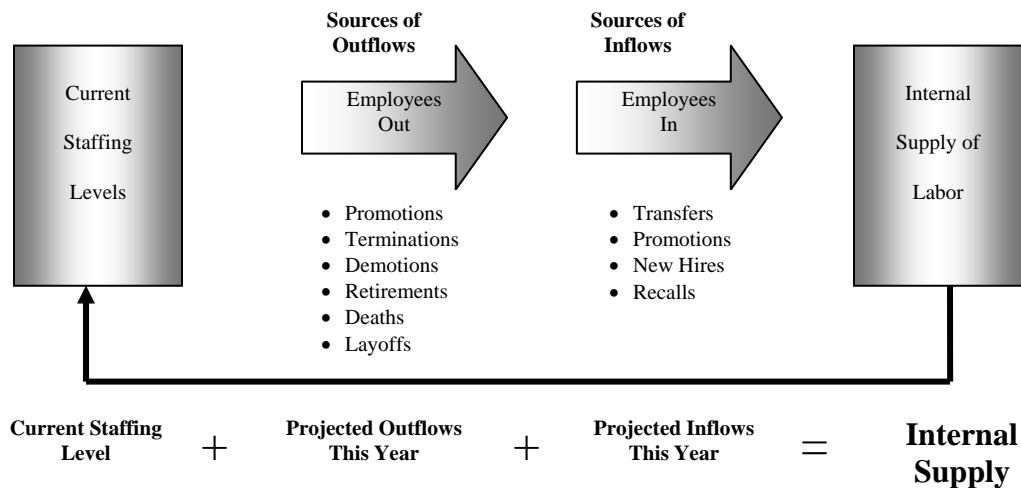 Sources of
Outflows
Sources of
Inflows
Current
Staffing
Levels
Employees
Out
Employees
In
Internal
Supply of
Labor
• Promotions
• Terminations
• Demotions
• Retirements
• Deaths
• Layoffs
• Transfers
• Promotions
• New Hires
• Recalls
Current Staffing
Level
+
Projected Outflows
This Year
+
Projected Inflows
This Year
=
Internal
Supply